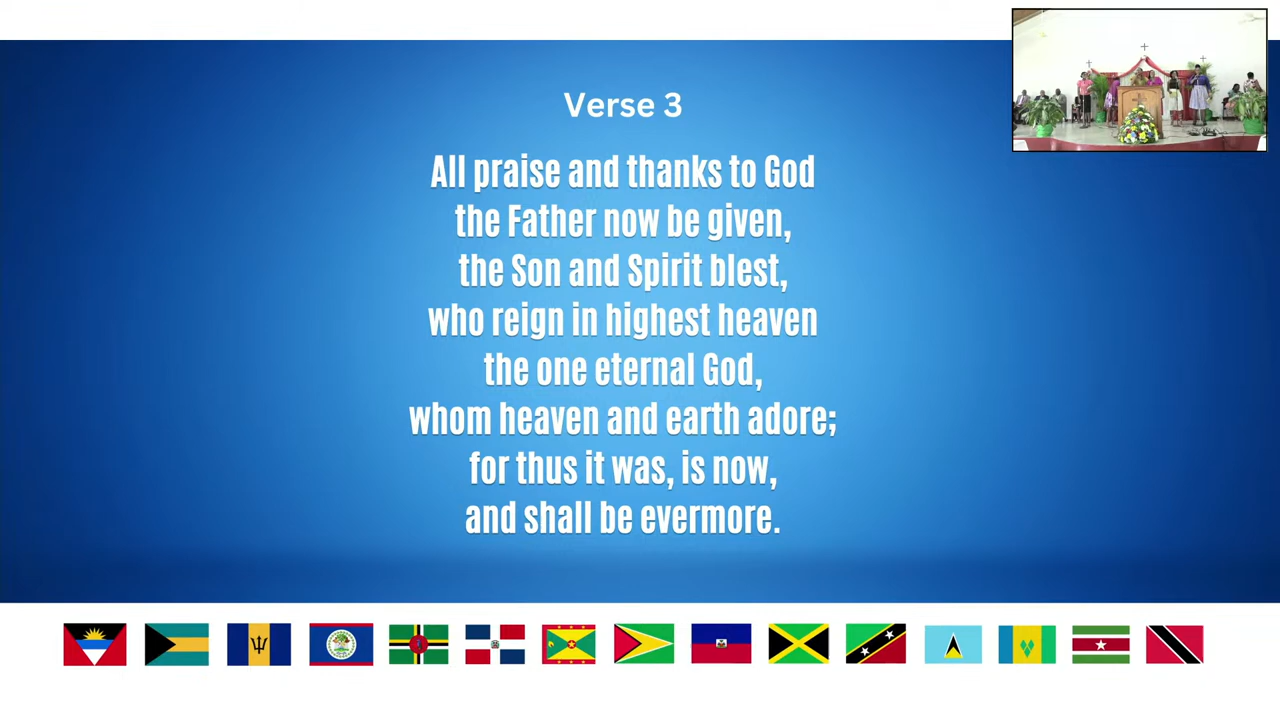 Verse 3
All praise and thanks to God
the Father now be given,
the Son and Spirit blest,
who reign in highest heaven
the one eternal God,
whom heaven and earth adore;
for thus it was, is now,
and shall be evermore.